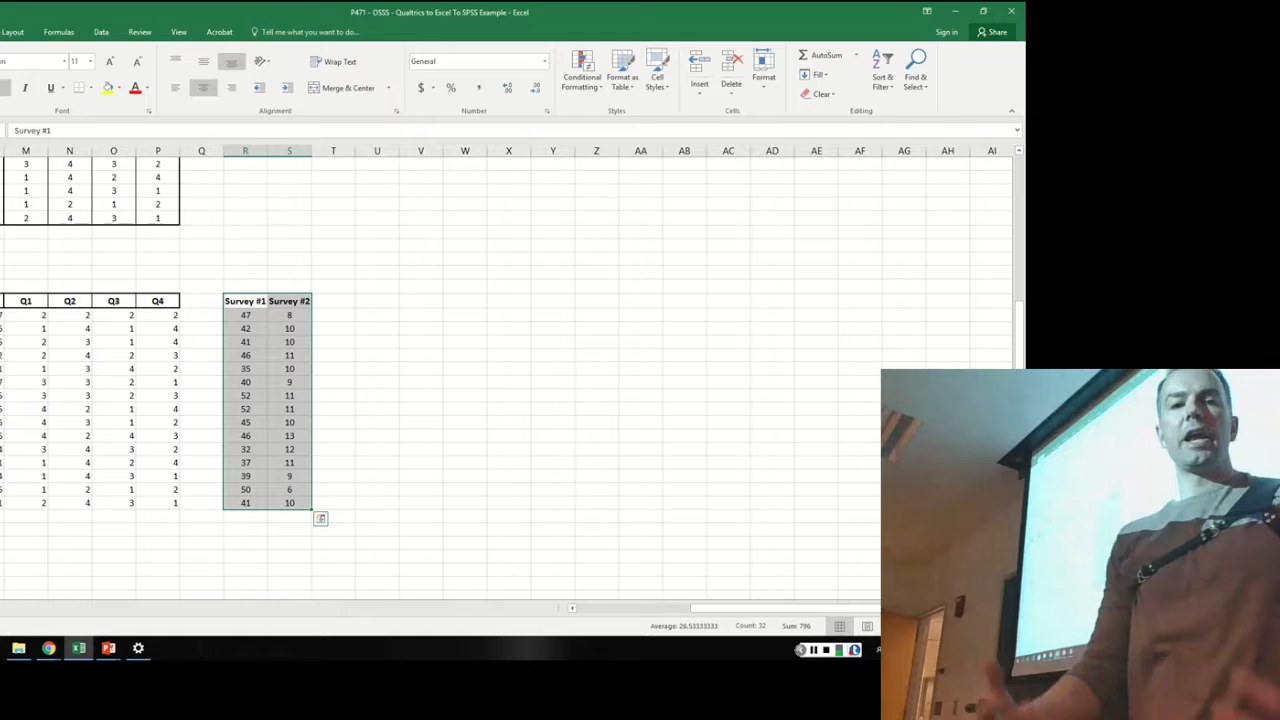 P471 - OSSS - Qualtrics to Excel To SPSS Example - Excel
Layout Formulas Data Review View Acrobat Tell me what you want to do... Sign in Share
11 A A Wrap Text General AutoSum
I U A Merge & Center $ % Conditional Formatting Format as Table Cell Styles Insert Delete Format Fill Clear Sort & Filter Find & Select
Font Alignment Number Styles Cells Editing
Survey #1
M N O P Q R S T U V W X Y Z AA AB AC AD AE AF AG AH AI
3 4 3 2
1 4 2 4
1 4 3 1
1 2 1 2
2 4 3 1
Q1 Q2 Q3 Q4 Survey #1 Survey #2
2 2 2 2 47 8
1 4 1 4 42 10
2 3 1 4 41 10
2 4 2 3 46 11
1 3 4 2 35 10
3 3 2 1 40 9
3 3 2 3 52 11
4 2 1 4 52 11
4 3 1 2 45 10
4 2 4 3 46 13
3 4 3 2 32 12
1 4 2 4 37 11
1 4 3 1 39 9
1 2 1 2 50 6
2 4 3 1 41 10
Average: 26.53333333 Count: 32 Sum: 796